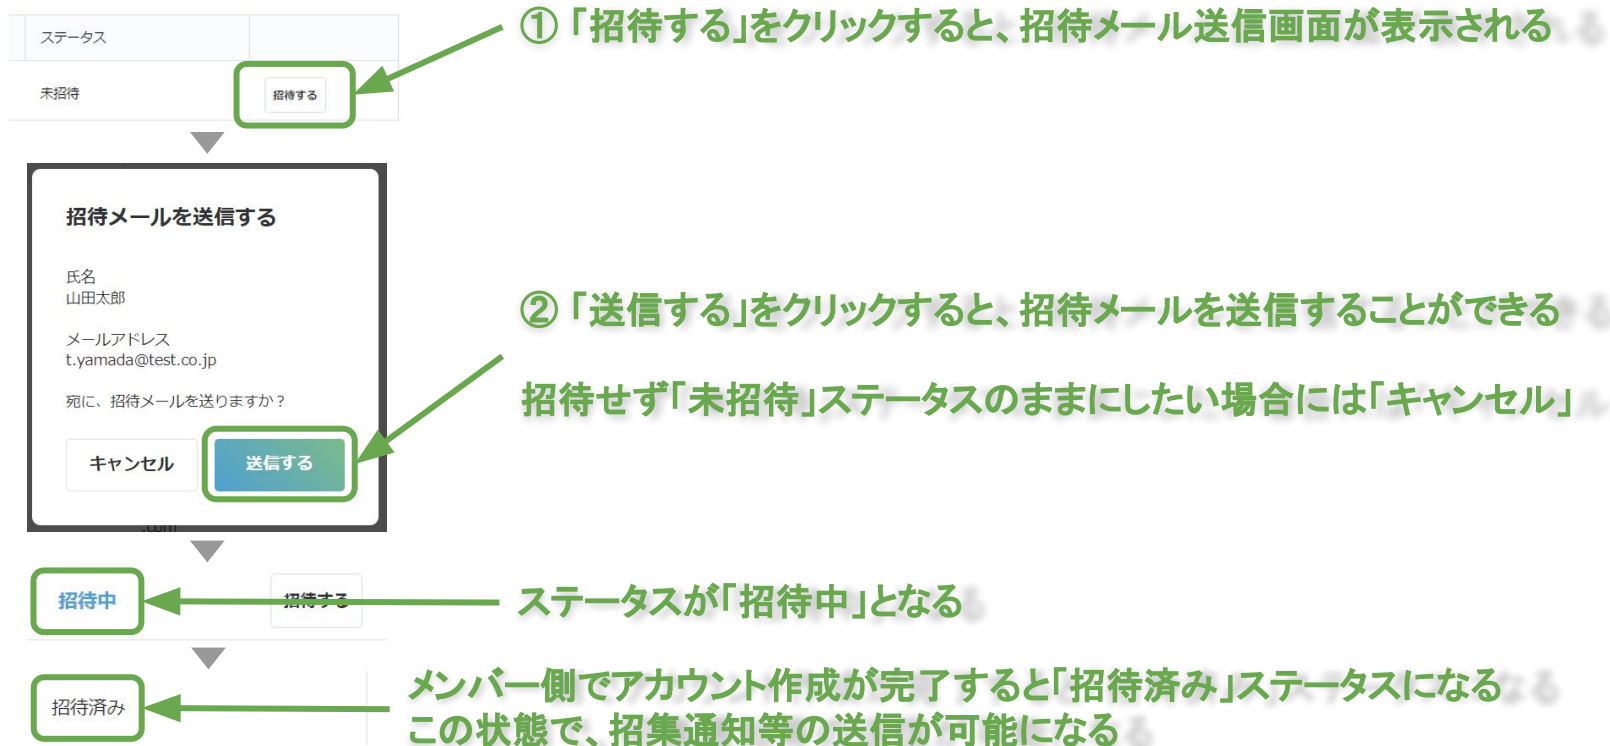 ステータス
①「招待する」をクリックすると、招待メール送信画面が表示される
未招待
招待する
招待メールを送信する
氏名
山田太郎
メールアドレス
t.yamada@test.co.jp
宛に、招待メールを送りますか？
キャンセル
送信する
.com
②「送信する」をクリックすると、招待メールを送信することができる
招待せず「未招待」ステータスのままにしたい場合には「キャンセル」
招待中
招待する
ステータスが「招待中」となる
招待済み
メンバー側でアカウント作成が完了すると「招待済み」ステータスになる
この状態で、招集通知等の送信が可能になる